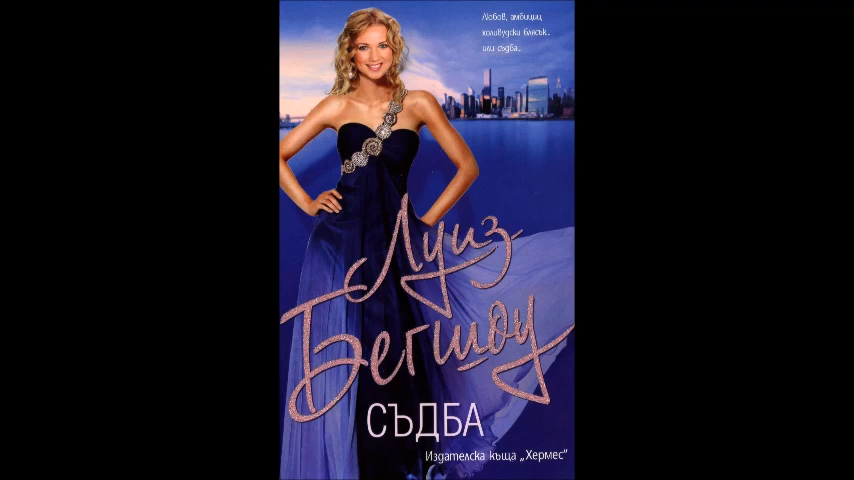 Любов, амбиции,
холивудски блясък...
или съдба...
Луиз
Бегшоу
СЪДБА
Издателска къща „Хермес“